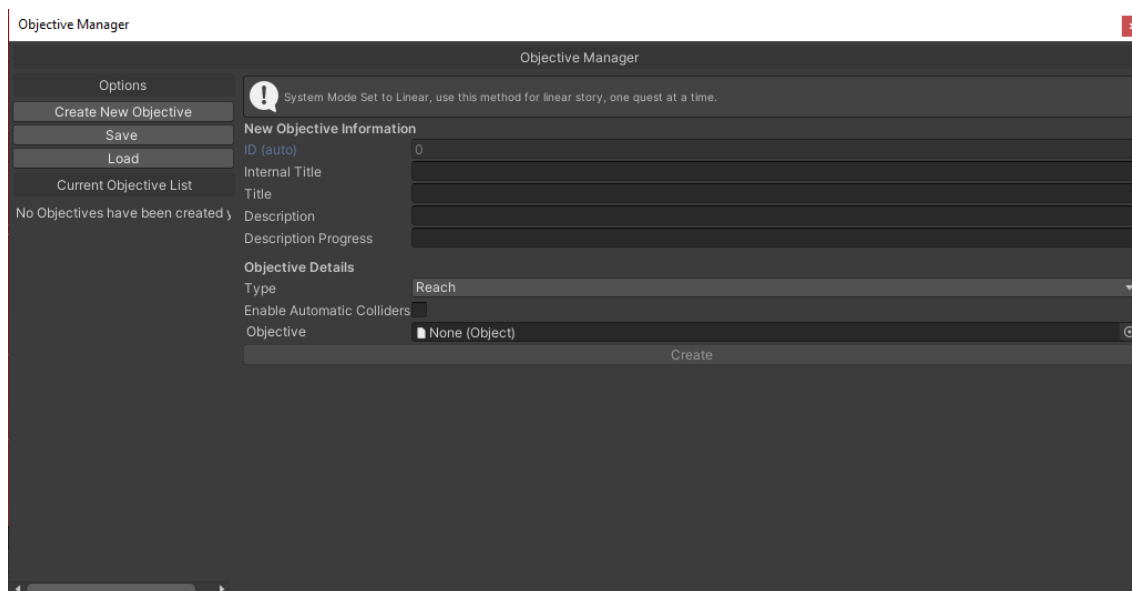 Objective Manager
Objective Manager
Options
Create New Objective
Save
Load
Current Objective List
No Objectives have been created y
System Mode Set to Linear, use this method for linear story, one quest at a time.
New Objective Information
ID (auto) 0
Internal Title
Title
Description
Description Progress
Objective Details
Type Reach
Enable Automatic Colliders
Objective None (Object)
Create